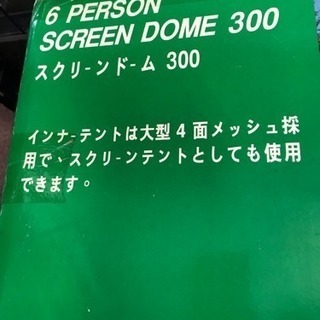 6 PERSON
SCREEN DOME 300
スクリーンドーム 300
インナーテントは大型4面メッシュ採
用で、スクリーンテントとしても使用
できます。